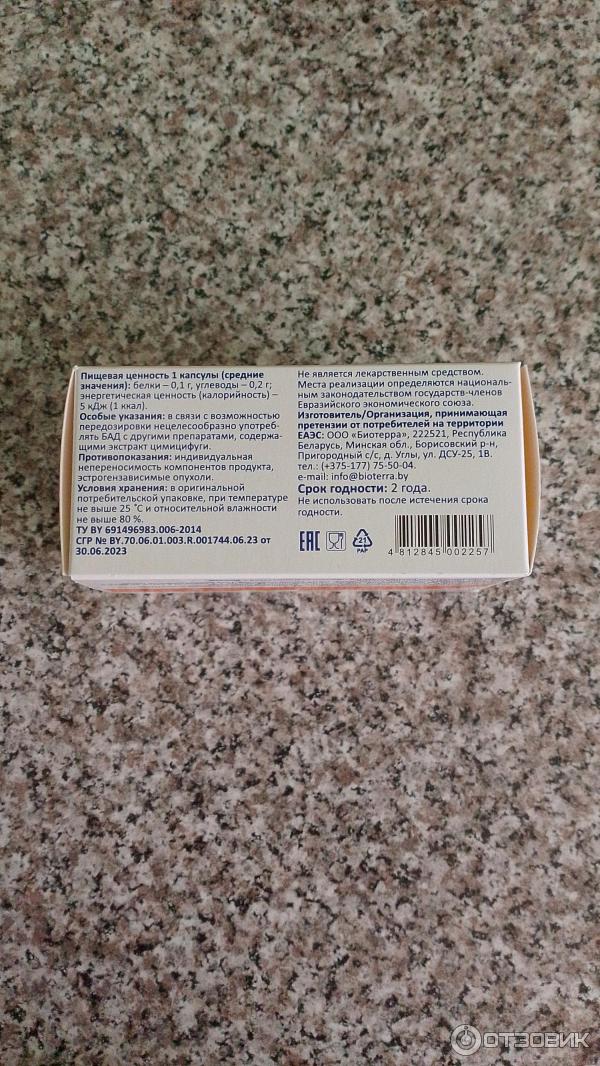 Пищевая ценность 1 капсулы (средние
значения): белки – 0,1 г, углеводы – 0,2 г;
энергетическая ценность (калорийность) –
5 кДж (1 ккал).
Особые указания: в связи с возможностью
передозировки нецелесообразно употреб-
лять БАД с другими препаратами, содержа-
щими экстракт цимицифуги.
Противопоказания: индивидуальная
непереносимость компонентов продукта,
эстрогензависимые опухоли.
Условия хранения: в оригинальной
потребительской упаковке, при температуре
не выше 25 ˚С и относительной влажности
не выше 80 %.
ТУ BY 691496983.006-2014
СГР № BY.70.06.01.003.R.001744.06.23 от
30.06.2023
Не является лекарственным средством.
Места реализации определяются националь-
ным законодательством государств-членов
Евразийского экономического союза.
Изготовитель/Организация, принимающая
претензии от потребителей на территории
ЕАЭС: ООО «Биотерра», 222521, Республика
Беларусь, Минская обл., Борисовский р-н,
Пригородный с/с, д. Углы, ул. ДСУ-25, 1В.
тел.: (+375-177) 75-50-04.
e-mail: info@bioterra.by
Срок годности: 2 года.
Не использовать после истечения срока
годности.
EAC
21
PAP
4 812845 002257
ОТЗОВИК